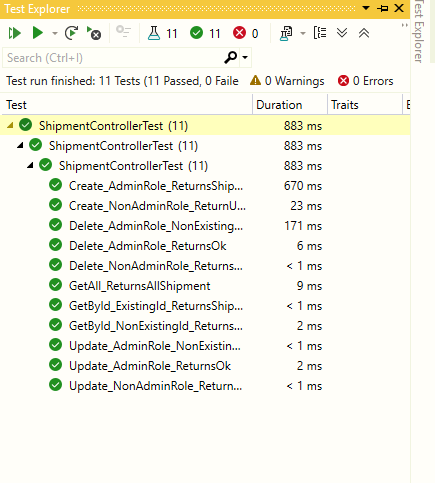 Test Explorer
11 11 0
Search (Ctrl+I)
Test run finished: 11 Tests (11 Passed, 0 Faile 0 Warnings 0 Errors
Test Duration Traits E
ShipmentControllerTest (11) 883 ms
ShipmentControllerTest (11) 883 ms
ShipmentControllerTest (11) 883 ms
Create_AdminRole_ReturnsShip... 670 ms
Create_NonAdminRole_ReturnU... 23 ms
Delete_AdminRole_NonExisting... 171 ms
Delete_AdminRole_ReturnsOk 6 ms
Delete_NonAdminRole_Returns... < 1 ms
GetAll_ReturnsAllShipment 9 ms
GetById_ExistingId_ReturnsShip... < 1 ms
GetById_NonExistingId_Returns... 2 ms
Update_AdminRole_NonExistin... < 1 ms
Update_AdminRole_ReturnsOk 2 ms
Update_NonAdminRole_Return... < 1 ms
Test Explorer